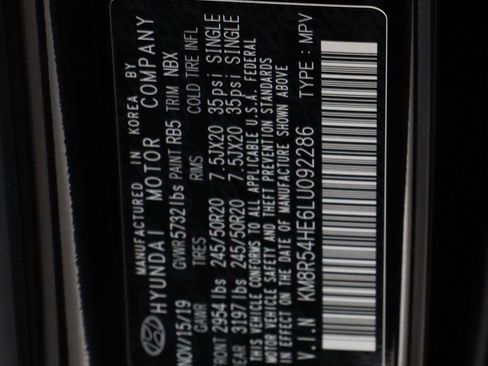 MANUFACTURED IN KOREA BY
HYUNDAI MOTOR COMPANY
NOV/15/19 GVWR 5732 lbs PAINT RB5 TRIM NBX
GAWR TIRES RIMS COLD TIRE INFL
FRONT 2954 lbs 245/50R20 7.5JX20 35psi SINGLE
REAR 3197 lbs 245/50R20 7.5JX20 35psi SINGLE
THIS VEHICLE CONFORMS TO ALL APPLICABLE U.S.A. FEDERAL
MOTOR VEHICLE SAFETY AND THEFT PREVENTION STANDARDS
IN EFFECT ON THE DATE OF MANUFACTURE SHOWN ABOVE
V.I.N KM8R54HE6LU092286 TYPE : MPV